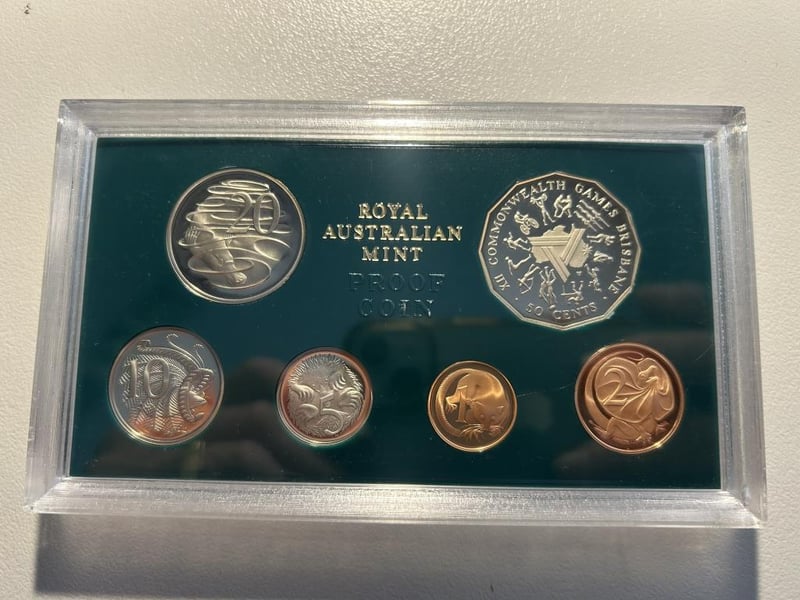 20
ROYAL
AUSTRALIAN
MINT
PROOF
COIN
XII COMMONWEALTH GAMES BRISBANE
50 CENTS
10
5
1
2